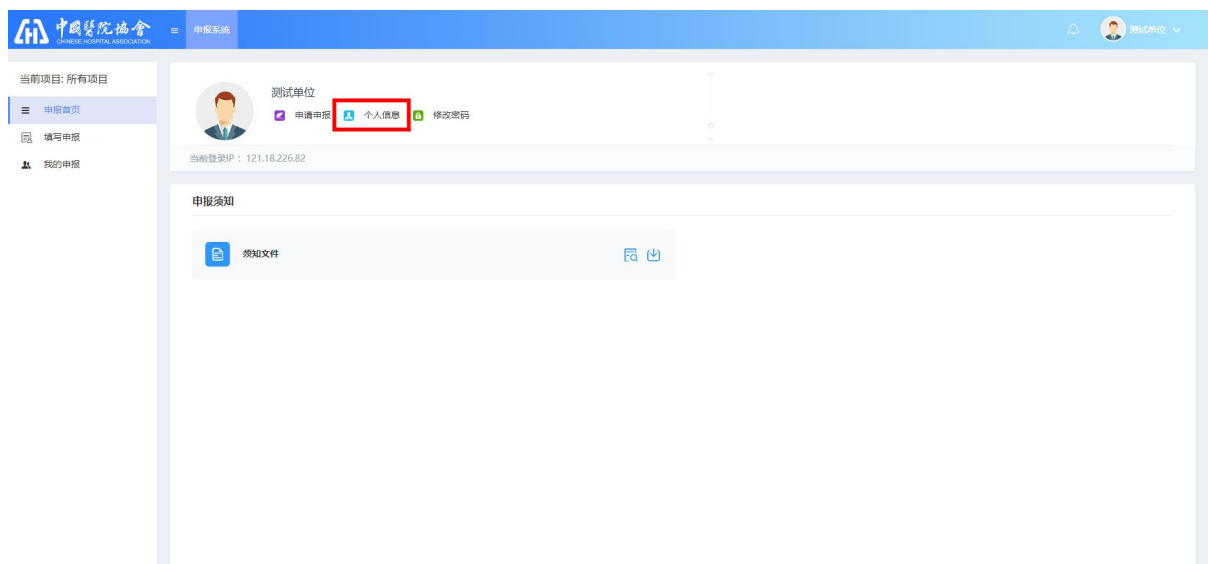 中國醫院協會
CHINESE HOSPITAL ASSOCIATION
申报系统
测试单位
当前项目: 所有项目
申报首页
填写申报
我的申报
测试单位
申请申报 个人信息 修改密码
当前登录IP : 121.18.226.82
申报须知
须知文件